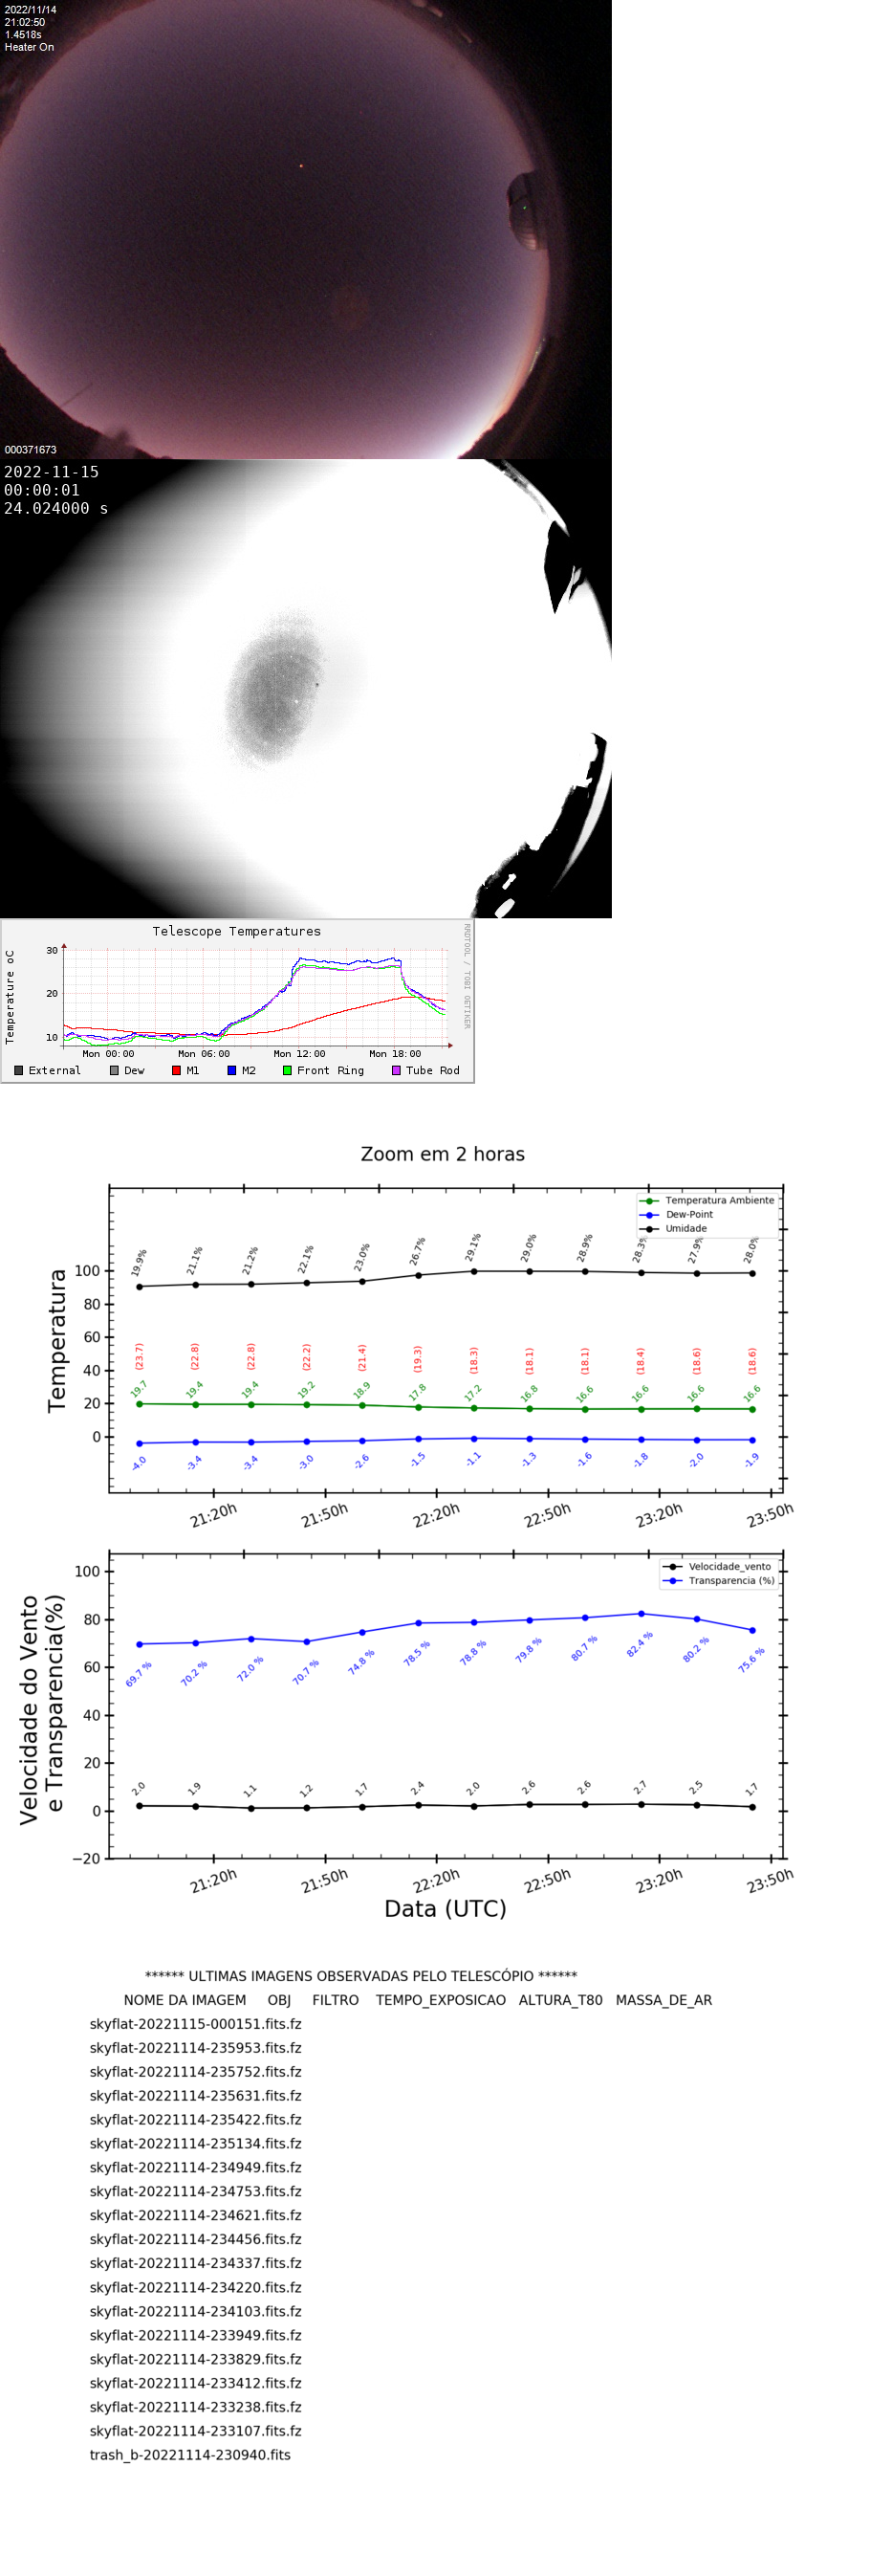 2022/11/14
21:02:50
1.4518s
Heater On
000371673
2022-11-15
00:00:01
24.024000 s
Telescope Temperatures
RRDTOOL / TOBI OETIKER
Temperature oC
30
20
10
Mon 00:00 Mon 06:00 Mon 12:00 Mon 18:00
External Dew M1 M2 Front Ring Tube Rod
Zoom em 2 horas
Temperatura Ambiente
Dew-Point
Umidade
Temperatura
100
80
60
40
20
0
19.9% 21.1% 21.2% 22.1% 23.0% 26.7% 29.1% 29.0% 28.9% 28.3% 27.9% 28.0%
(23.7) (22.8) (22.8) (22.2) (21.4) (19.3) (18.3) (18.1) (18.1) (18.4) (18.6) (18.6)
19.7 19.4 19.4 19.2 18.9 17.8 17.2 16.8 16.6 16.6 16.6 16.6
-4.0 -3.4 -3.4 -3.0 -2.6 -1.5 -1.1 -1.3 -1.6 -1.8 -2.0 -1.9
21:20h 21:50h 22:20h 22:50h 23:20h 23:50h
Velocidade_vento
Transparencia (%)
Velocidade do Vento
e Transparencia(%)
100
80
60
40
20
0
−20
69.7 % 70.2 % 72.0 % 70.7 % 74.8 % 78.5 % 78.8 % 79.8 % 80.7 % 82.4 % 80.2 % 75.6 %
2.0 1.9 1.1 1.2 1.7 2.4 2.0 2.6 2.6 2.7 2.5 1.7
21:20h 21:50h 22:20h 22:50h 23:20h 23:50h
Data (UTC)
****** ULTIMAS IMAGENS OBSERVADAS PELO TELESCÓPIO ******
NOME DA IMAGEM OBJ FILTRO TEMPO_EXPOSICAO ALTURA_T80 MASSA_DE_AR
skyflat-20221115-000151.fits.fz
skyflat-20221114-235953.fits.fz
skyflat-20221114-235752.fits.fz
skyflat-20221114-235631.fits.fz
skyflat-20221114-235422.fits.fz
skyflat-20221114-235134.fits.fz
skyflat-20221114-234949.fits.fz
skyflat-20221114-234753.fits.fz
skyflat-20221114-234621.fits.fz
skyflat-20221114-234456.fits.fz
skyflat-20221114-234337.fits.fz
skyflat-20221114-234220.fits.fz
skyflat-20221114-234103.fits.fz
skyflat-20221114-233949.fits.fz
skyflat-20221114-233829.fits.fz
skyflat-20221114-233412.fits.fz
skyflat-20221114-233238.fits.fz
skyflat-20221114-233107.fits.fz
trash_b-20221114-230940.fits